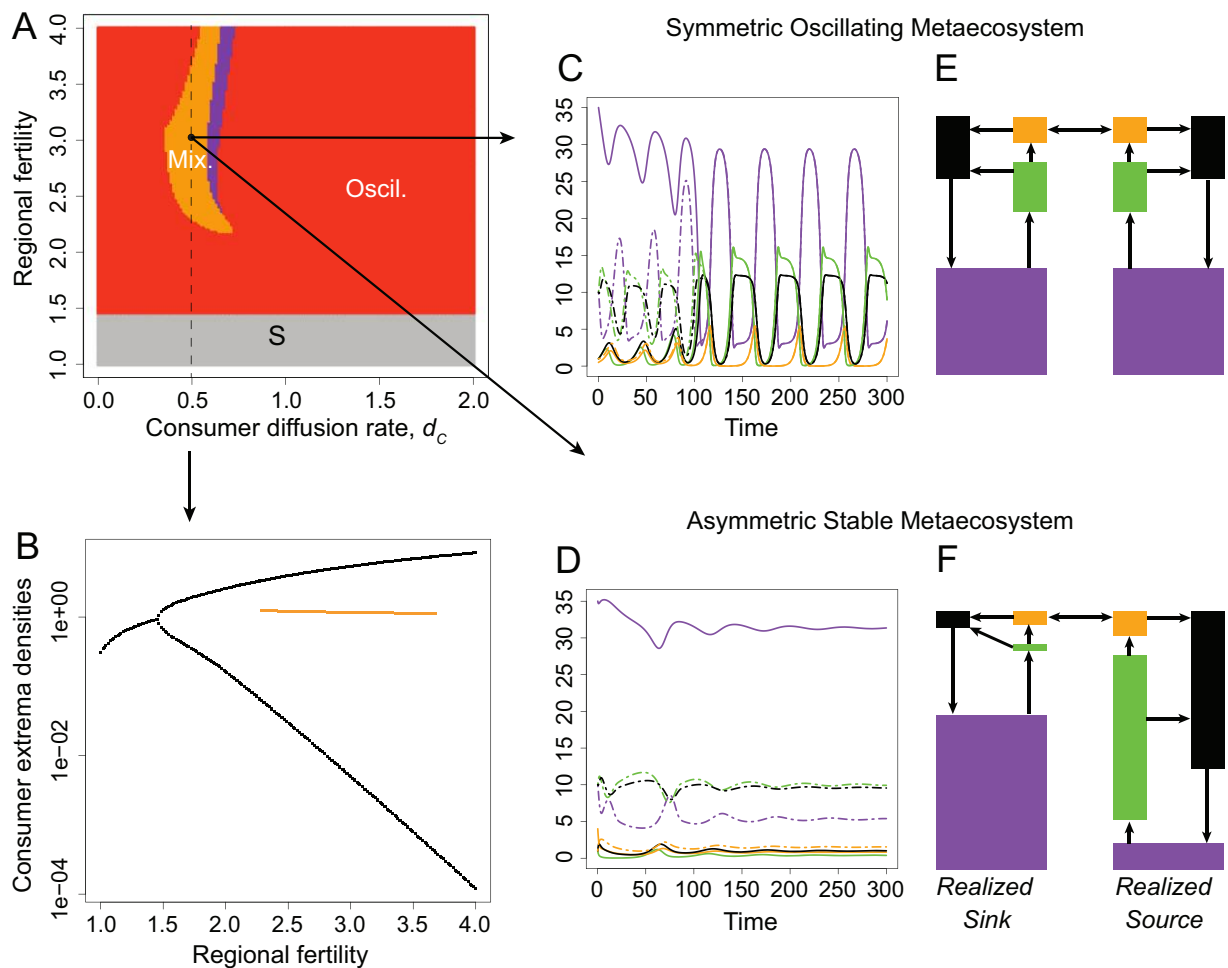 A
Regional fertility
4.0
3.5
3.0
2.5
2.0
1.5
1.0
Mix.
Oscil.
S
0.0
0.5
1.0
1.5
2.0
Consumer diffusion rate, dC
B
Consumer extrema densities
1e+00
1e-02
1e-04
1.0
1.5
2.0
2.5
3.0
3.5
4.0
Regional fertility
Symmetric Oscillating Metaecosystem
C
35
30
25
20
15
10
5
0
0
50
100
150
200
250
300
Time
E
Asymmetric Stable Metaecosystem
D
35
30
25
20
15
10
5
0
0
50
100
150
200
250
300
Time
F
Realized
Sink
Realized
Source